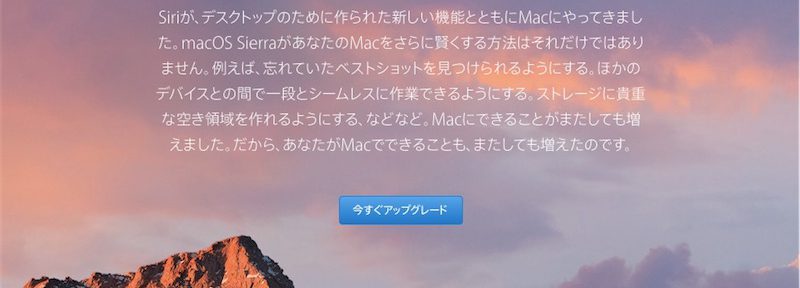 Siriが、デスクトップのために作られた新しい機能とともにMacにやってきまし
た。macOS SierraがあなたのMacをさらに賢くする方法はそれだけではあり
ません。例えば、忘れていたベストショットを見つけられるようにする。ほかの
デバイスとの間で一段とシームレスに作業できるようにする。ストレージに貴重
な空き領域を作れるようにする、などなど。Macにできることがまたしても増
えました。だから、あなたがMacでできることも、またしても増えたのです。
今すぐアップグレード